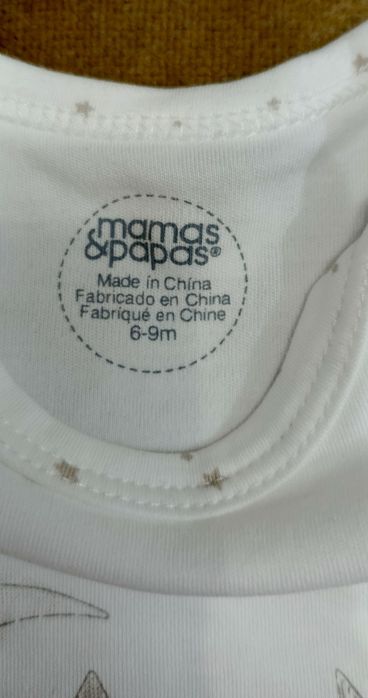 mamas
&papas®
Made in China
Fabricado en China
Fabriqué en Chine
6-9m